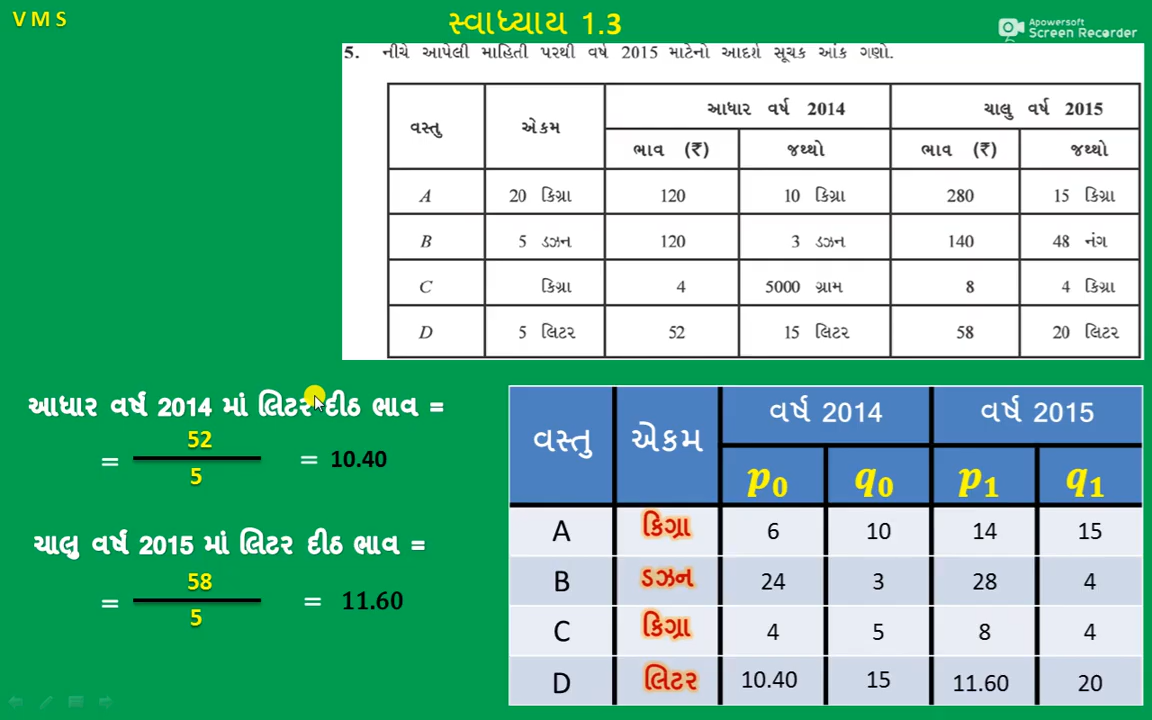 VMS
સ્વાધ્યાય 1.3
Apowersoft
Screen Recorder
5. નીચે આપેલી માહિતી પરથી વર્ષ 2015 માટેનો આદર્શ સૂચક આંક ગણો.
વસ્તુ એકમ આધાર વર્ષ 2014 ચાલુ વર્ષ 2015
ભાવ (₹) જથ્થો ભાવ (₹) જથ્થો
A 20 કિગ્રા 120 10 કિગ્રા 280 15 કિગ્રા
B 5 ડઝન 120 3 ડઝન 140 48 નંગ
C કિગ્રા 4 5000 ગ્રામ 8 4 કિગ્રા
D 5 લિટર 52 15 લિટર 58 20 લિટર
આધાર વર્ષ 2014 માં લિટર દીઠ ભાવ =
= 52 / 5 = 10.40
ચાલુ વર્ષ 2015 માં લિટર દીઠ ભાવ =
= 58 / 5 = 11.60
વસ્તુ એકમ વર્ષ 2014 વર્ષ 2015
p0 q0 p1 q1
A કિગ્રા 6 10 14 15
B ડઝન 24 3 28 4
C કિગ્રા 4 5 8 4
D લિટર 10.40 15 11.60 20